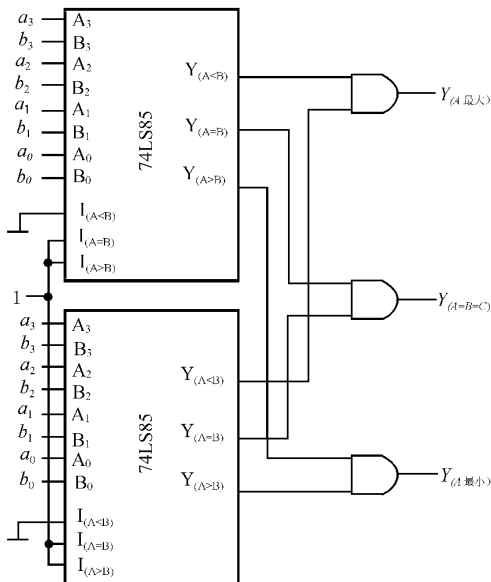 a₃ A₃
b₃ B₃
a₂ A₂
b₂ B₂
a₁ A₁
b₁ B₁
a₀ A₀
b₀ B₀
I(A<B)
I(A=B)
I(A>B)
74LS85
Y(A<B)
Y(A=B)
Y(A>B)
Y(A 最大)
1
Y(A=B=C)
a₃ A₃
b₃ B₃
a₂ A₂
b₂ B₂
a₁ A₁
b₁ B₁
a₀ A₀
b₀ B₀
I(A<B)
I(A=B)
I(A>B)
74LS85
Y(A<B)
Y(A=B)
Y(A>B)
Y(A 最小)